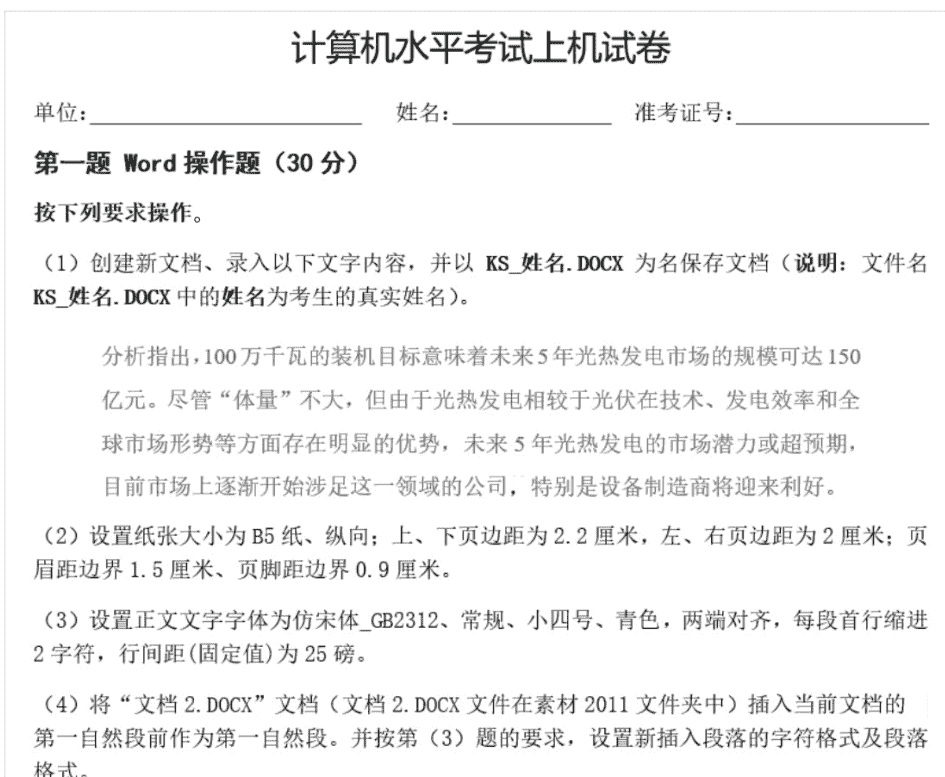 计算机水平考试上机试卷
单位:____________ 姓名:____________ 准考证号:____________
第一题 Word 操作题（30 分）
按下列要求操作。
（1）创建新文档、录入以下文字内容，并以 KS_姓名.DOCX 为名保存文档（说明：文件名
KS_姓名.DOCX 中的姓名为考生的真实姓名）。
分析指出,100 万千瓦的装机目标意味着未来 5 年光热发电市场的规模可达 150
亿元。尽管“体量”不大，但由于光热发电相较于光伏在技术、发电效率和全
球市场形势等方面存在明显的优势，未来 5 年光热发电的市场潜力或超预期，
目前市场上逐渐开始涉足这一领域的公司，特别是设备制造商将迎来利好。
（2）设置纸张大小为 B5 纸、纵向；上、下页边距为 2.2 厘米，左、右页边距为 2 厘米；页
眉距边界 1.5 厘米、页脚距边界 0.9 厘米。
（3）设置正文文字字体为仿宋体_GB2312、常规、小四号、青色，两端对齐，每段首行缩进
2 字符，行间距(固定值)为 25 磅。
（4）将“文档 2.DOCX”文档（文档 2.DOCX 文件在素材 2011 文件夹中）插入当前文档的
第一自然段前作为第一自然段。并按第（3）题的要求，设置新插入段落的字符格式及段落
格式。